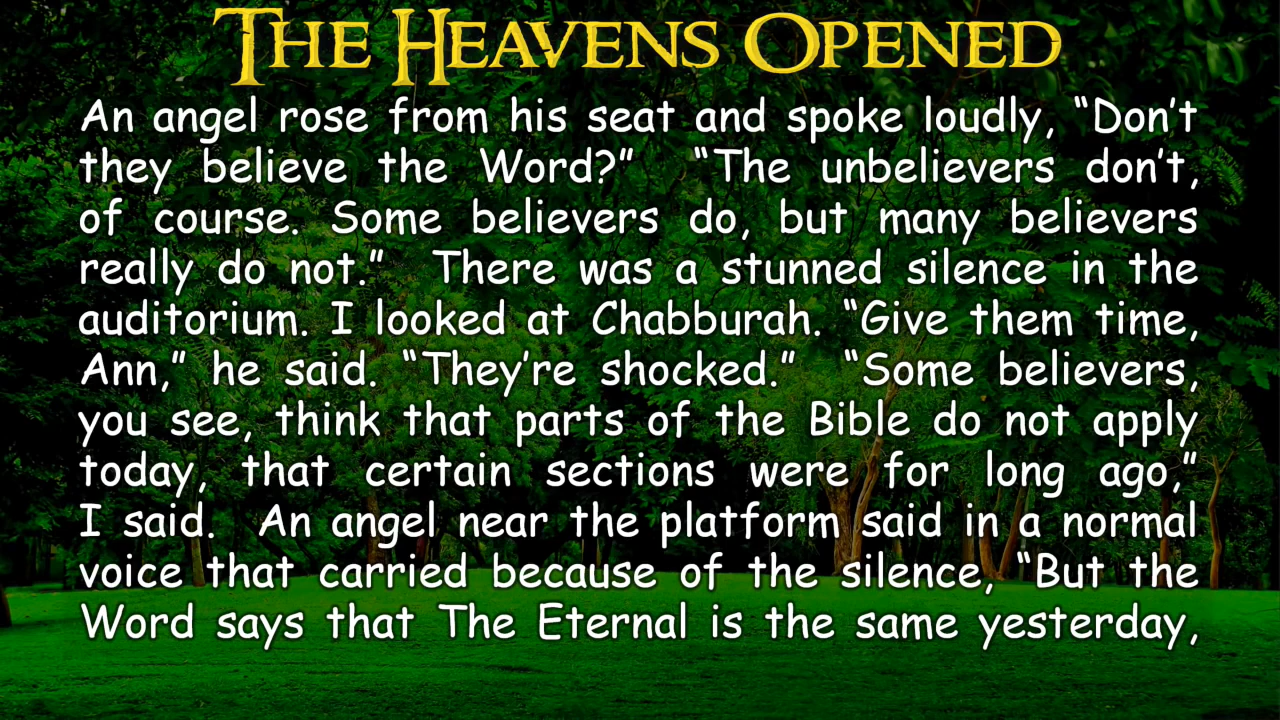 THE HEAVENS OPENED
An angel rose from his seat and spoke loudly, “Don’t
they believe the Word?” “The unbelievers don’t,
of course. Some believers do, but many believers
really do not.” There was a stunned silence in the
auditorium. I looked at Chabburah. “Give them time,
Ann,” he said. “They’re shocked.” “Some believers,
you see, think that parts of the Bible do not apply
today, that certain sections were for long ago,”
I said. An angel near the platform said in a normal
voice that carried because of the silence, “But the
Word says that The Eternal is the same yesterday,